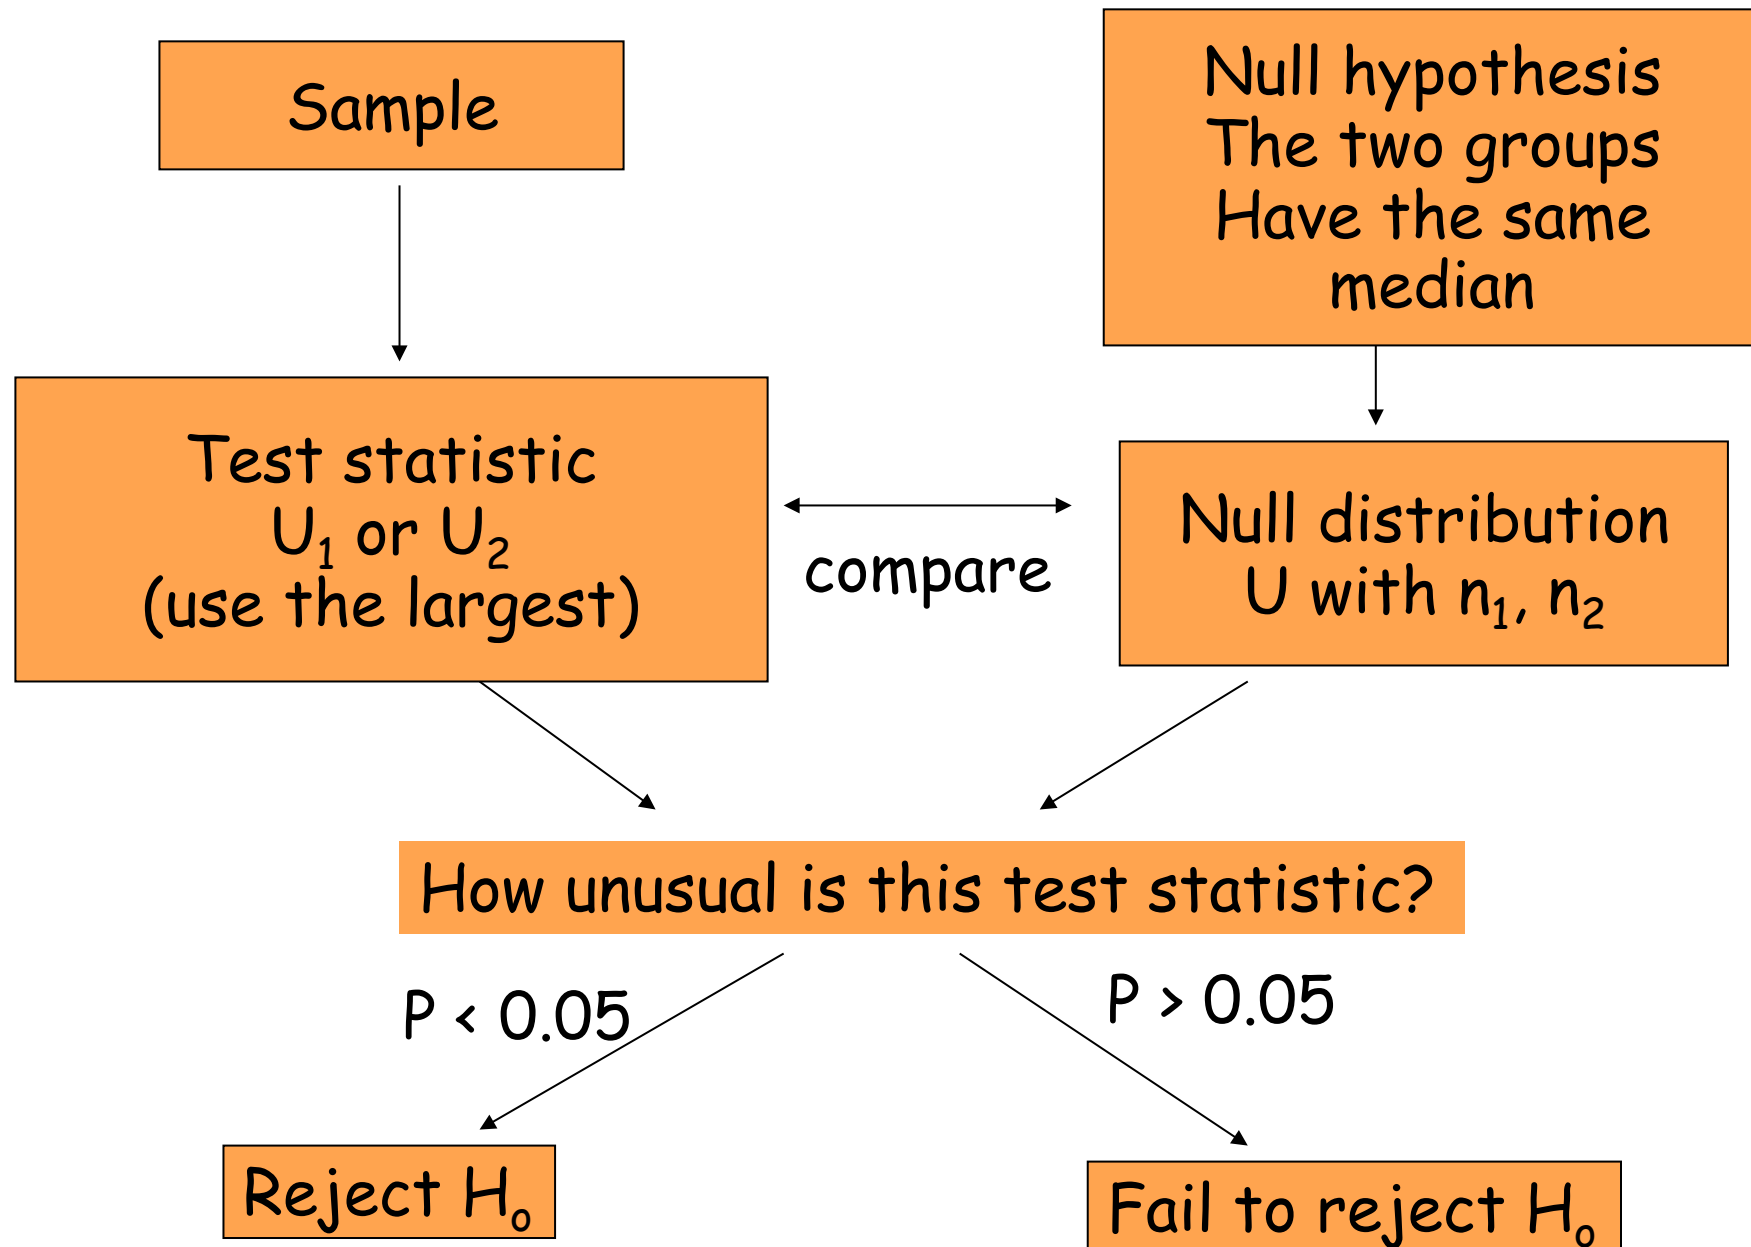 Sample
Null hypothesis
The two groups
Have the same
median
Test statistic
U₁ or U₂
(use the largest)
compare
Null distribution
U with n₁, n₂
How unusual is this test statistic?
P < 0.05
P > 0.05
Reject Hₒ
Fail to reject Hₒ